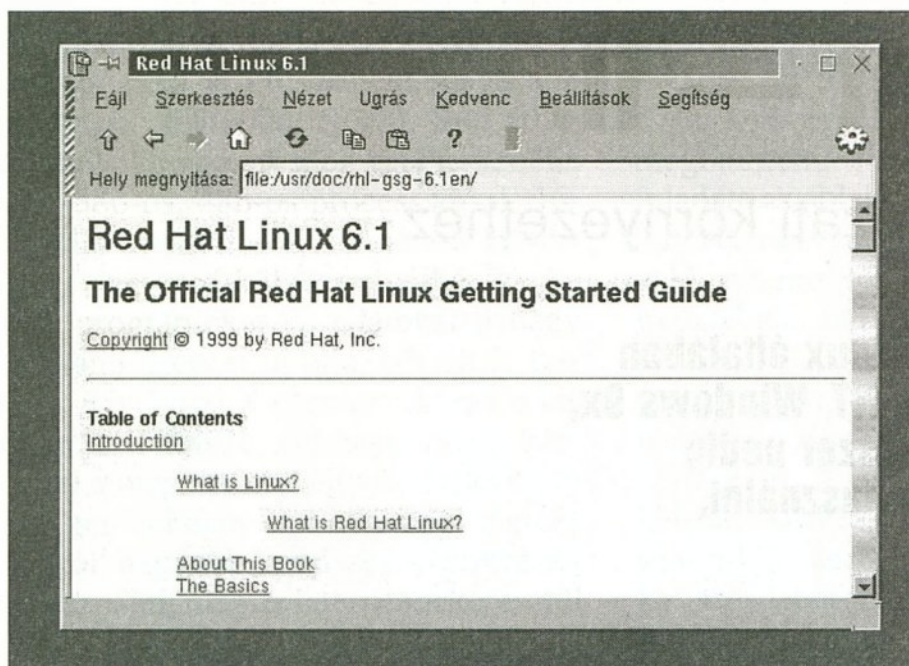 Red Hat Linux 6.1
Fájl Szerkesztés Nézet Ugrás Kedvenc Beállítások Segítség
?
Hely megnyitása: file:/usr/doc/rhl-gsg-6.1en/
Red Hat Linux 6.1
The Official Red Hat Linux Getting Started Guide
Copyright © 1999 by Red Hat, Inc.
Table of Contents
Introduction
What is Linux?
What is Red Hat Linux?
About This Book
The Basics